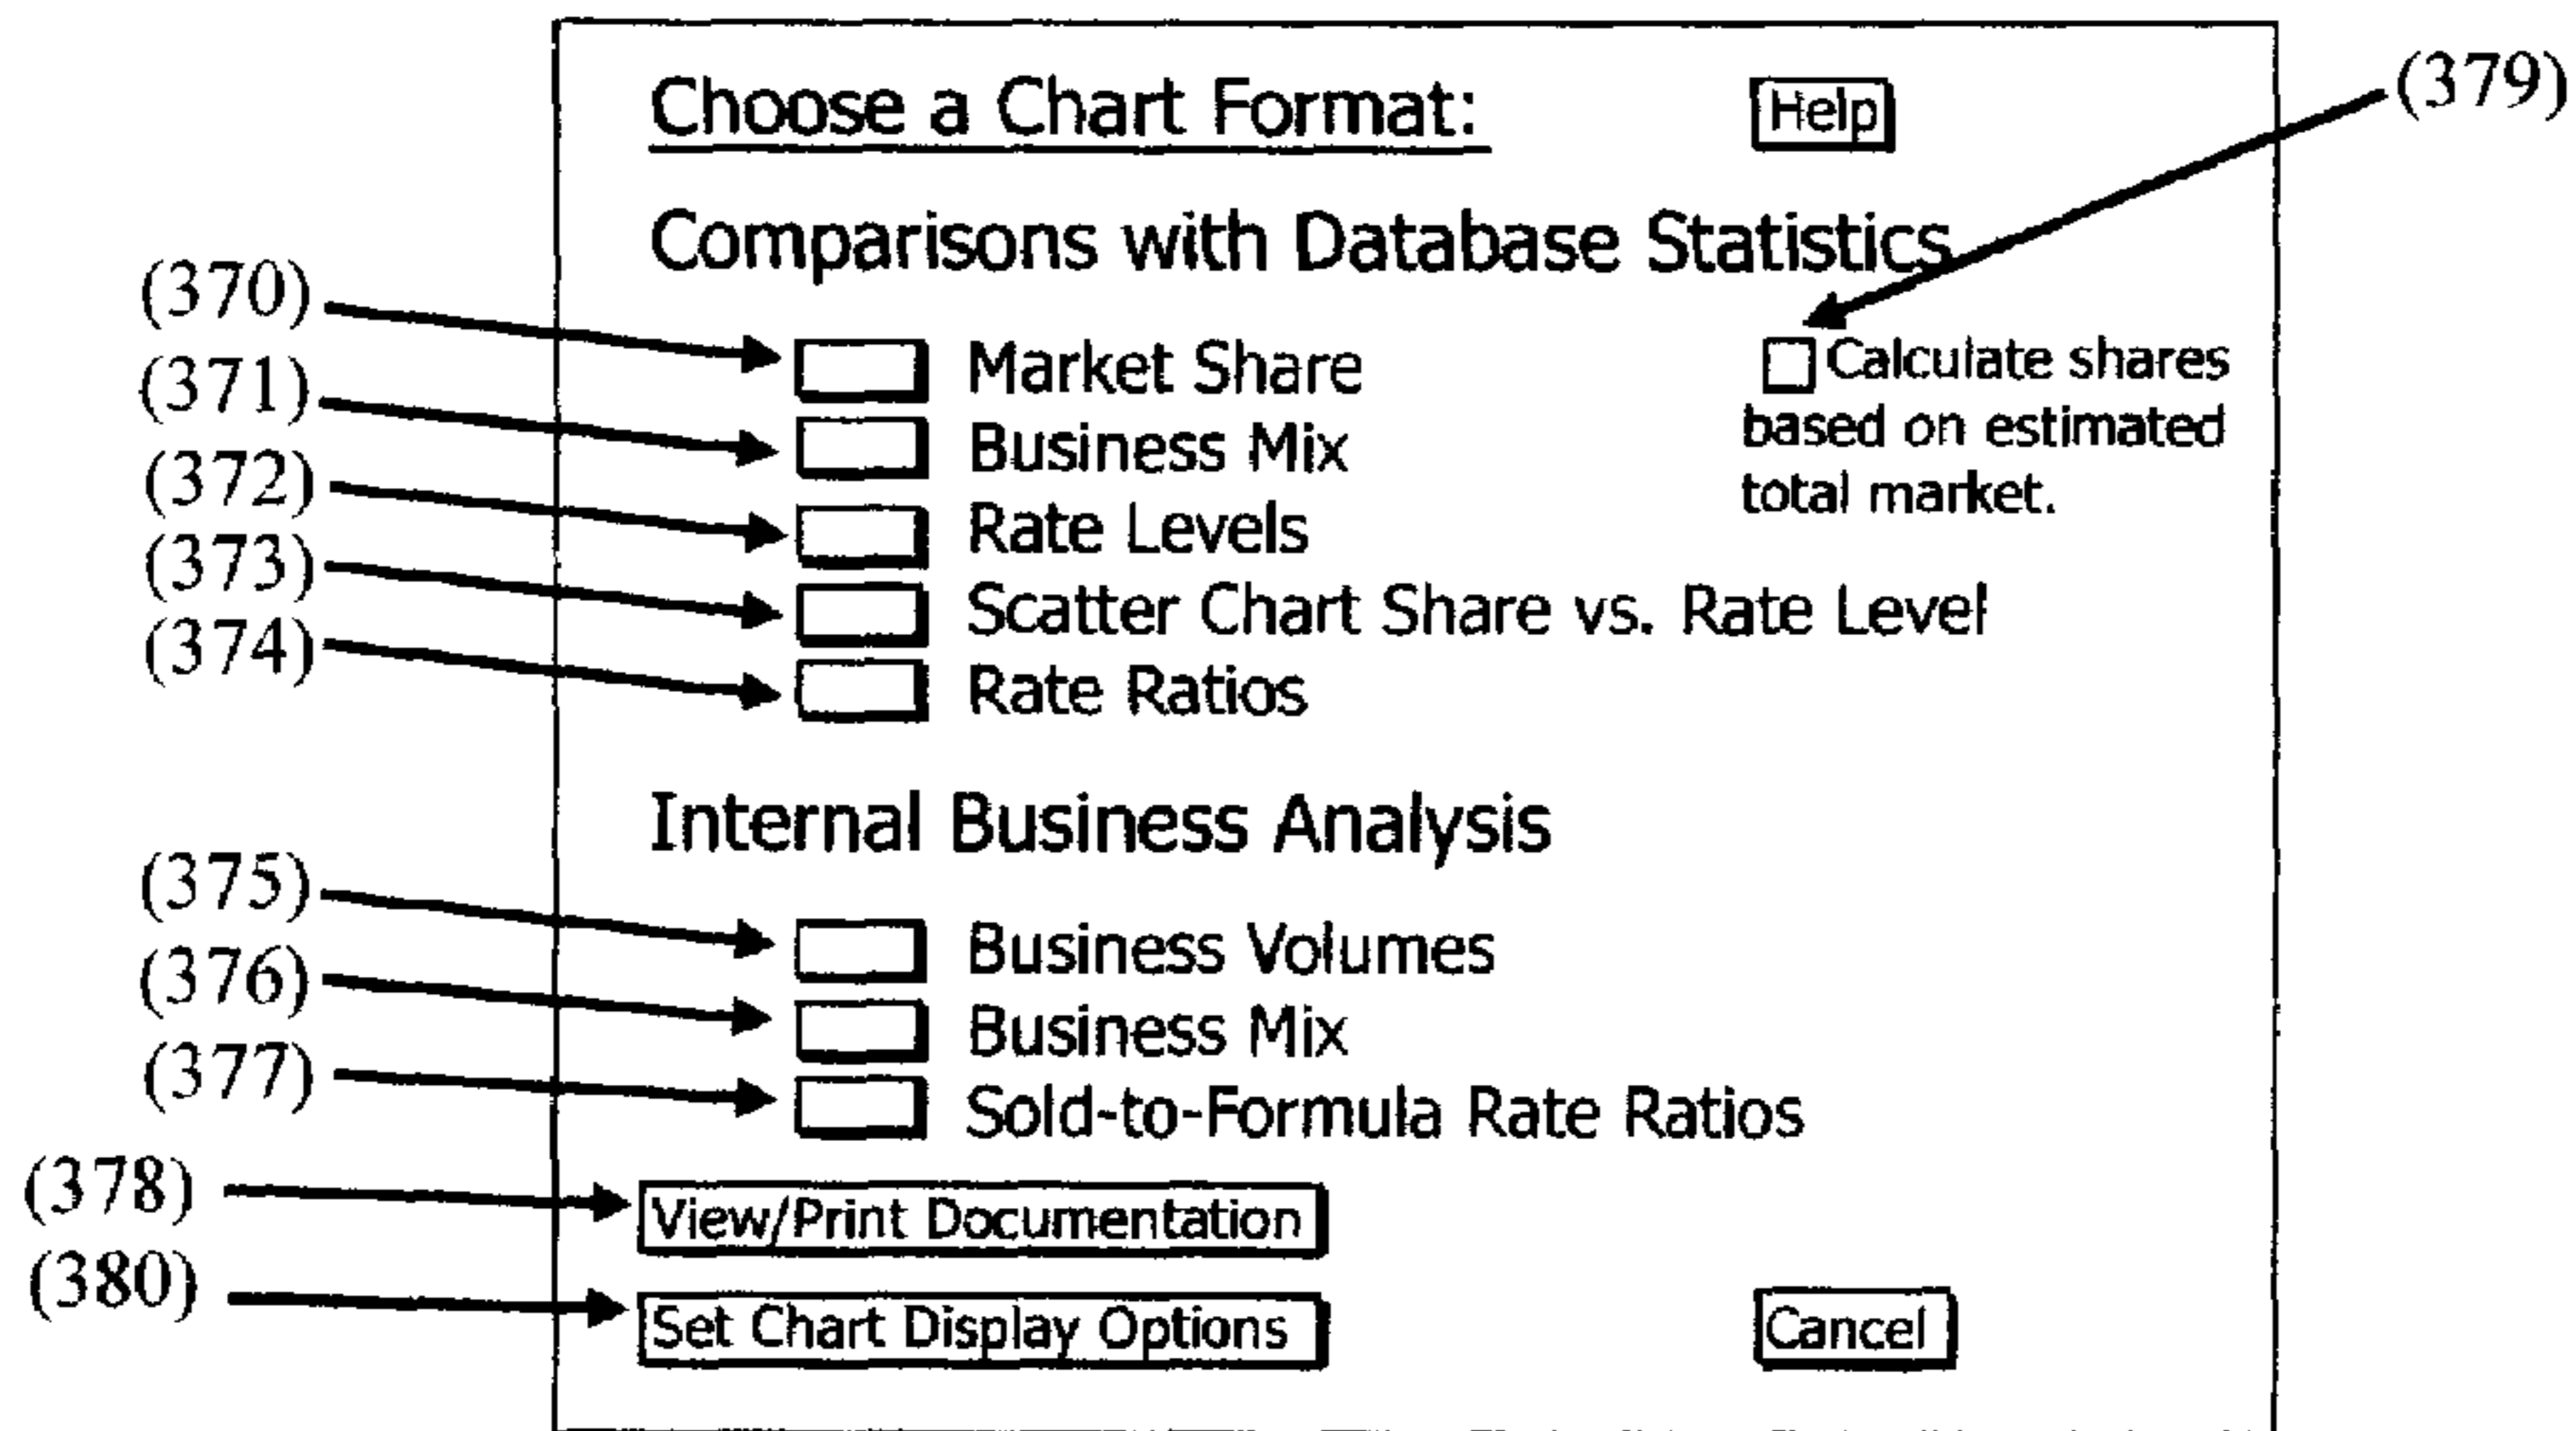 Choose a Chart Format:
Help
(379)
Comparisons with Database Statistics
(370)
Market Share
Calculate shares
(371)
based on estimated
Business Mix
(372)
total market.
Rate Levels
(373)
Scatter Chart Share vs. Rate Level
(374)
Rate Ratios
Internal Business Analysis
(375)
Business Volumes
(376)
Business Mix
(377)
Sold-to-Formula Rate Ratios
(378)
View/Print Documentation
(380)
Set Chart Display Options
Cancel